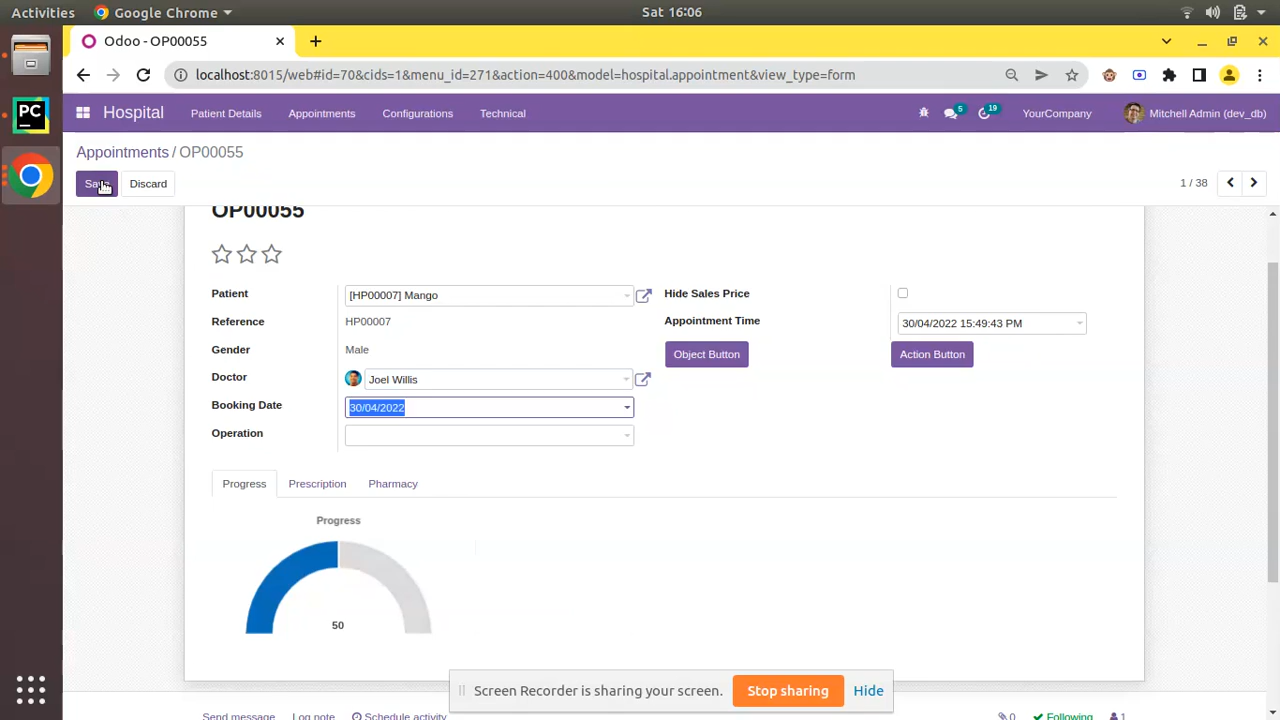 Activities Google Chrome Sat 16:06
Odoo - OP00055
localhost:8015/web#id=70&cids=1&menu_id=271&action=400&model=hospital.appointment&view_type=form
Hospital Patient Details Appointments Configurations Technical 5 19 YourCompany Mitchell Admin (dev_db)
PC
Appointments / OP00055
Save Discard 1 / 38
OP00055
Patient [HP00007] Mango Hide Sales Price
Reference HP00007 Appointment Time 30/04/2022 15:49:43 PM
Gender Male Object Button Action Button
Doctor Joel Willis
Booking Date 30/04/2022
Operation
Progress Prescription Pharmacy
Progress
50
Screen Recorder is sharing your screen. Stop sharing Hide
Send message Log note Schedule activity 0 Following 1